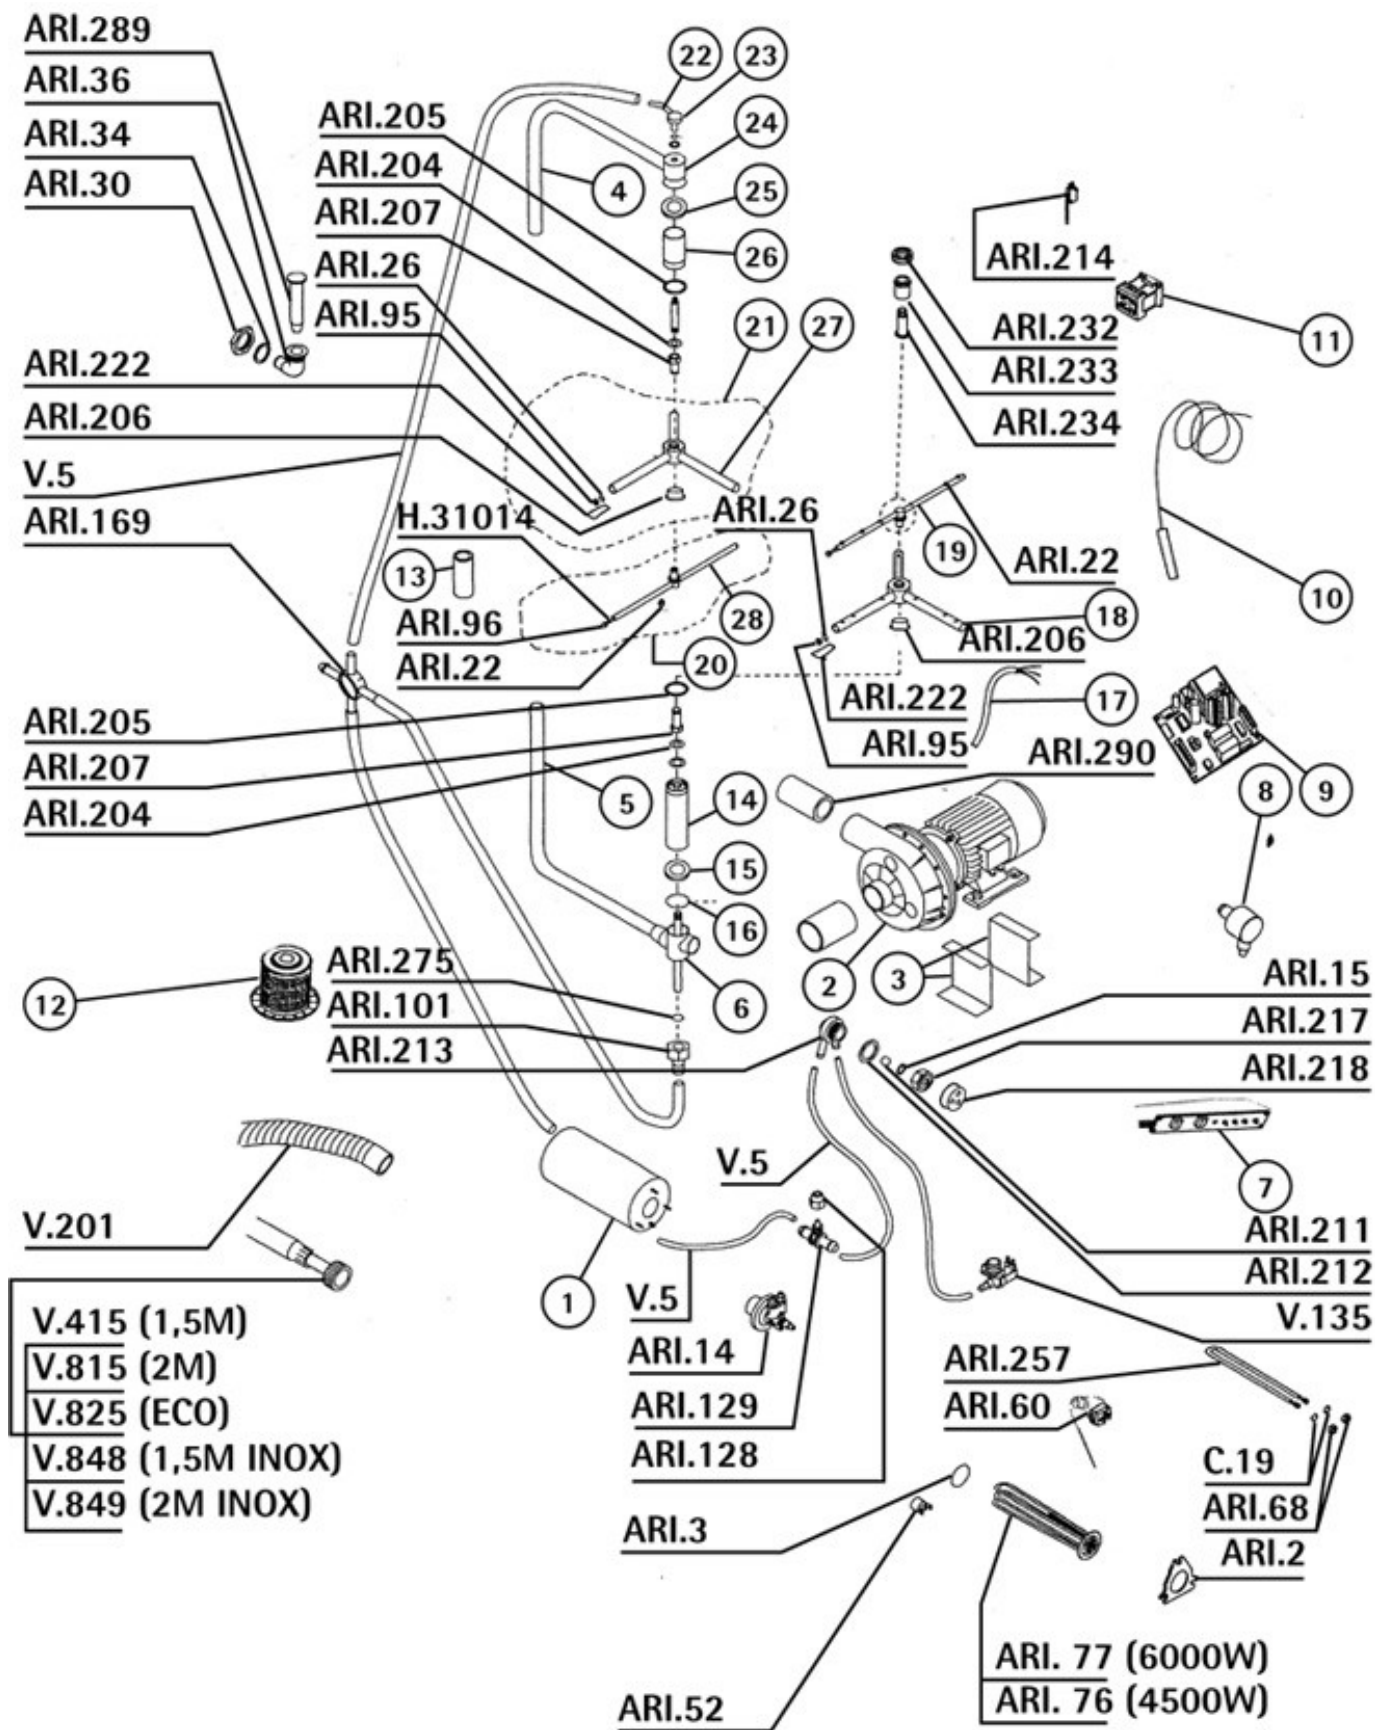 ARI.289
ARI.36
ARI.34
ARI.30
ARI.222
ARI.206
V.5
ARI.169
ARI.205
ARI.204
ARI.207
ARI.26
ARI.95
22
23
24
4
25
26
21
27
ARI.214
11
ARI.232
ARI.233
ARI.234
H.31014
13
ARI.96
ARI.22
28
20
ARI.26
19
ARI.22
18
10
ARI.206
ARI.222
17
ARI.95
ARI.290
ARI.205
ARI.207
ARI.204
5
14
15
16
8
9
12
ARI.275
ARI.101
ARI.213
6
2
3
ARI.15
ARI.217
ARI.218
7
V.5
V.201
1
V.5
ARI.211
ARI.212
V.135
V.415 (1,5M)
V.815 (2M)
V.825 (ECO)
V.848 (1,5M INOX)
V.849 (2M INOX)
ARI.14
ARI.129
ARI.128
ARI.257
ARI.60
C.19
ARI.68
ARI.2
ARI.3
ARI.52
ARI. 77 (6000W)
ARI. 76 (4500W)